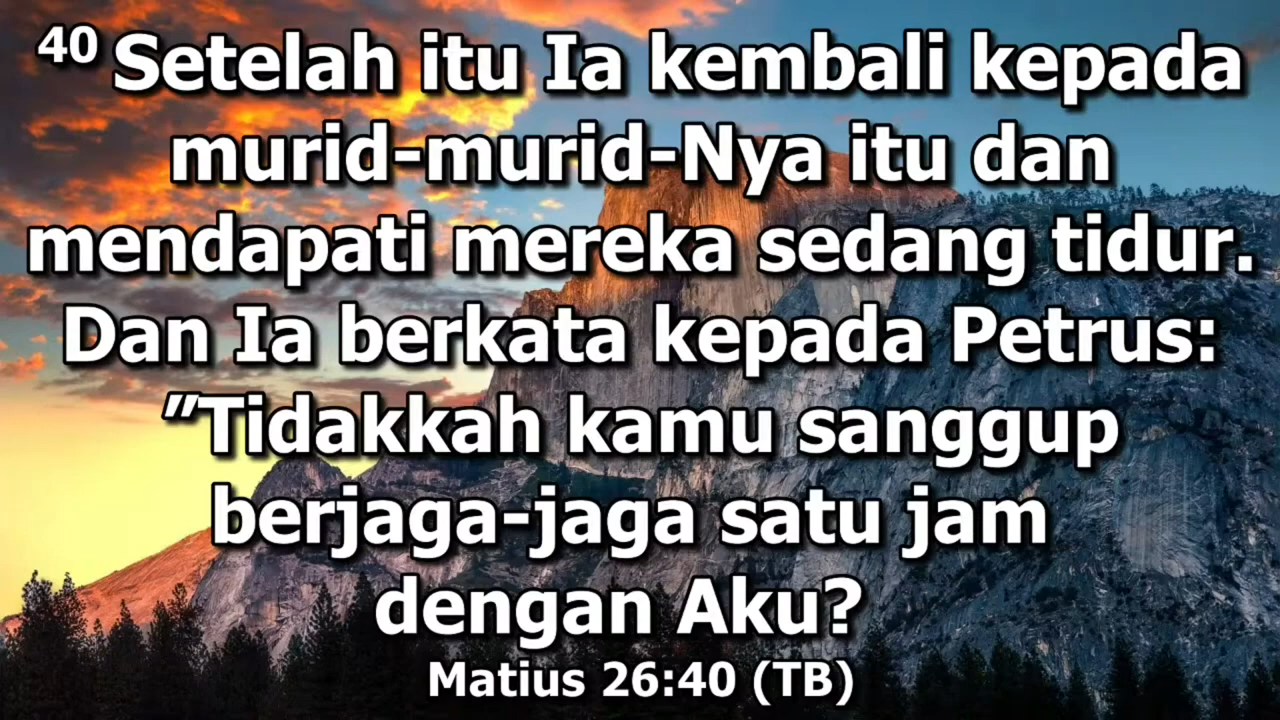 40 Setelah itu Ia kembali kepada
murid-murid-Nya itu dan
mendapati mereka sedang tidur.
Dan Ia berkata kepada Petrus:
”Tidakkah kamu sanggup
berjaga-jaga satu jam
dengan Aku?
Matius 26:40 (TB)